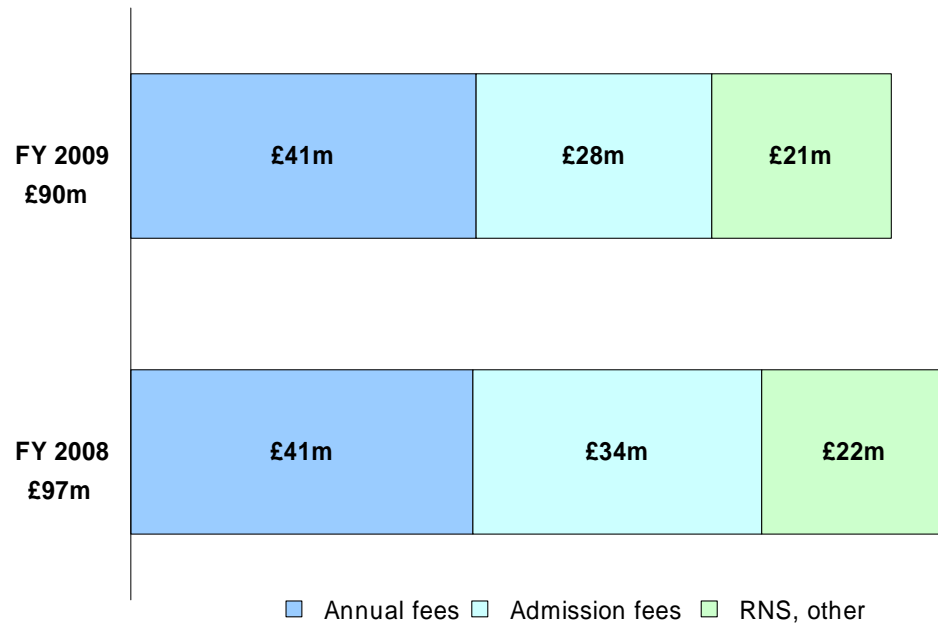 FY 2009
£90m
£41m
£28m
£21m
FY 2008
£97m
£41m
£34m
£22m
Annual fees
Admission fees
RNS, other